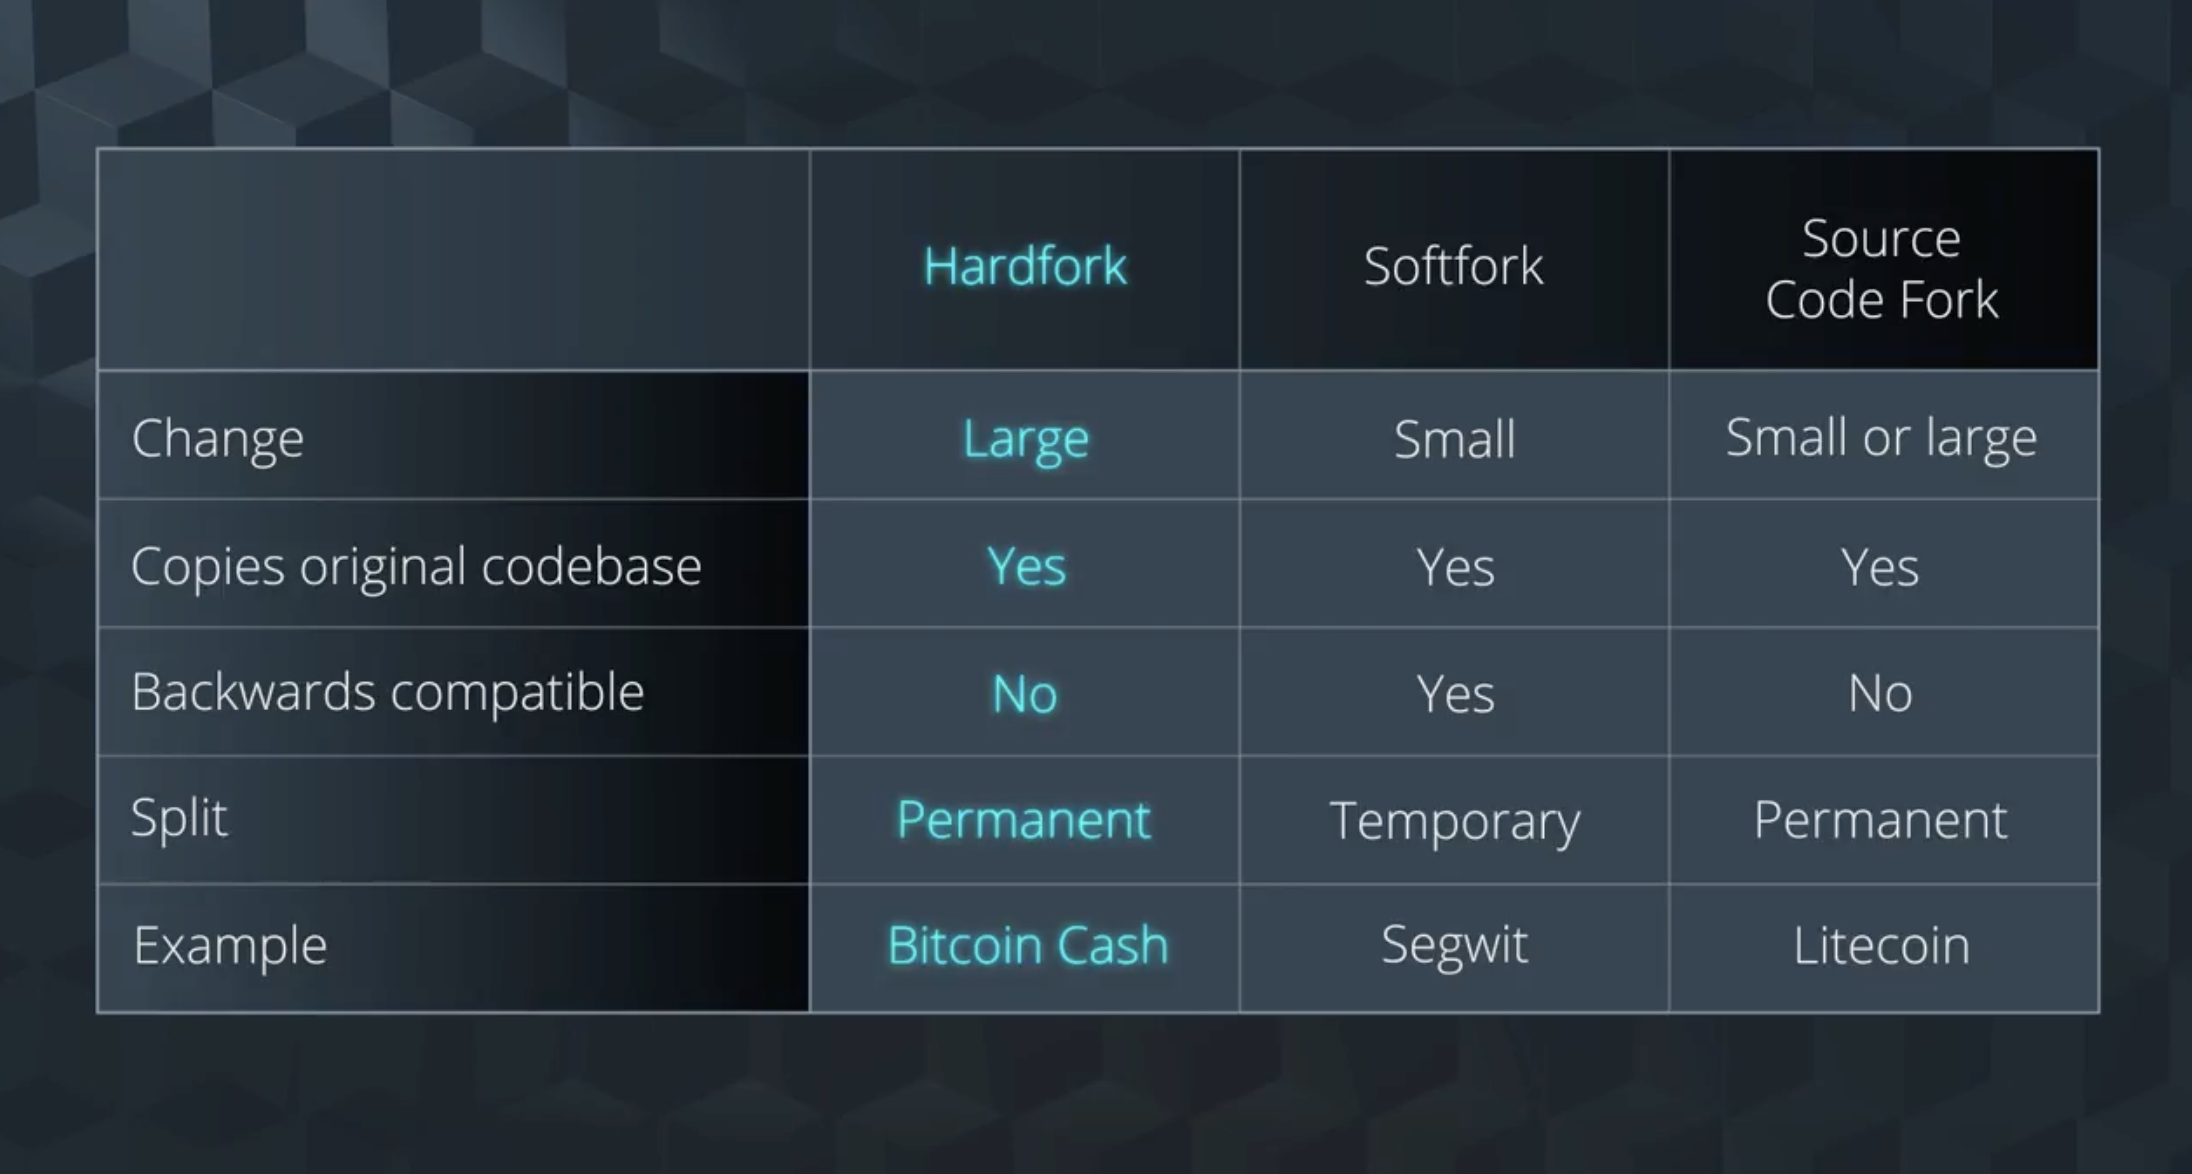 Hardfork Softfork Source
Code Fork
Change Large Small Small or large
Copies original codebase Yes Yes Yes
Backwards compatible No Yes No
Split Permanent Temporary Permanent
Example Bitcoin Cash Segwit Litecoin